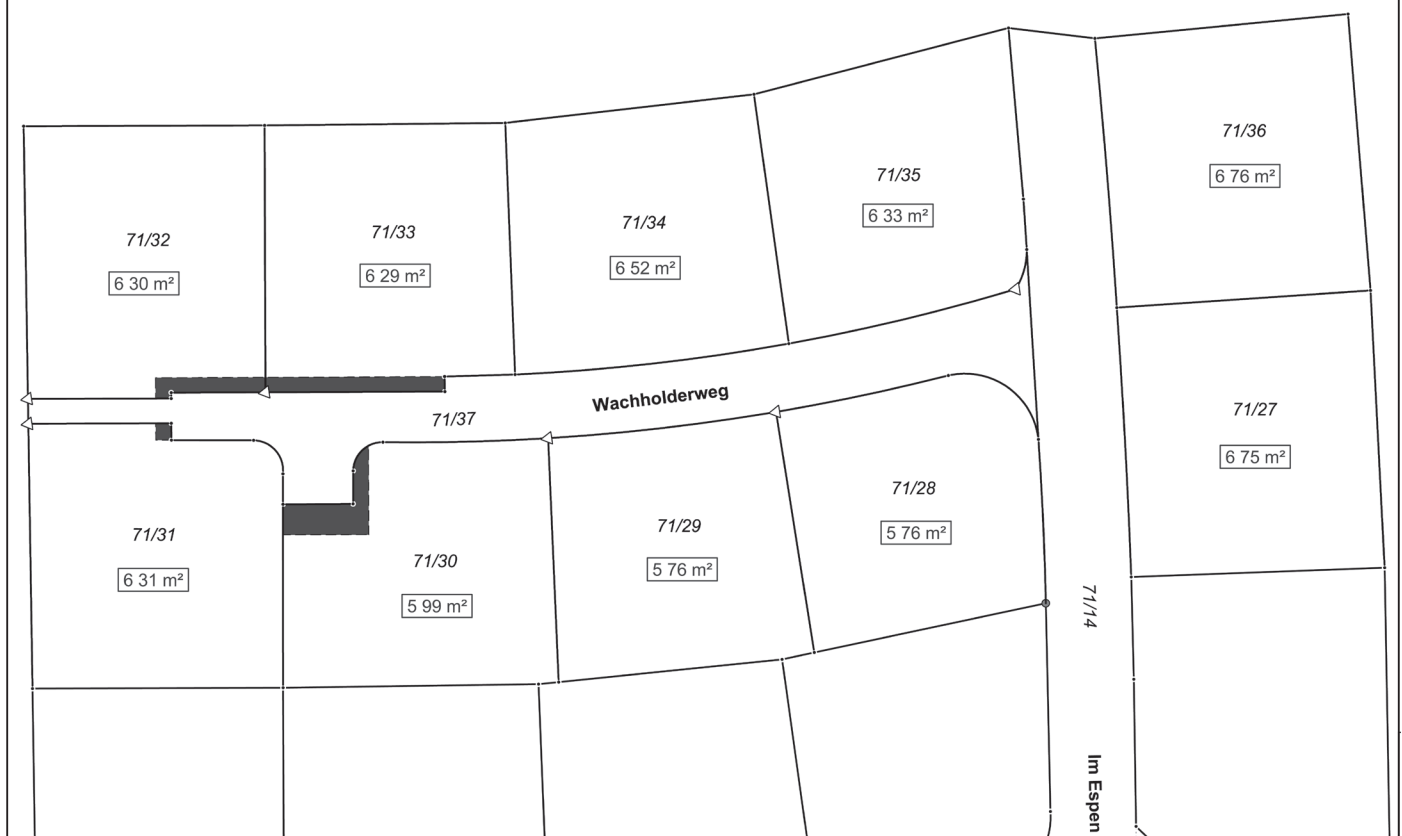 71/36
6 76 m²
71/35
6 33 m²
71/34
6 52 m²
71/33
6 29 m²
71/32
6 30 m²
Wachholderweg
71/37
71/27
6 75 m²
71/28
5 76 m²
71/29
5 76 m²
71/31
6 31 m²
71/30
5 99 m²
71/14
Im Espen